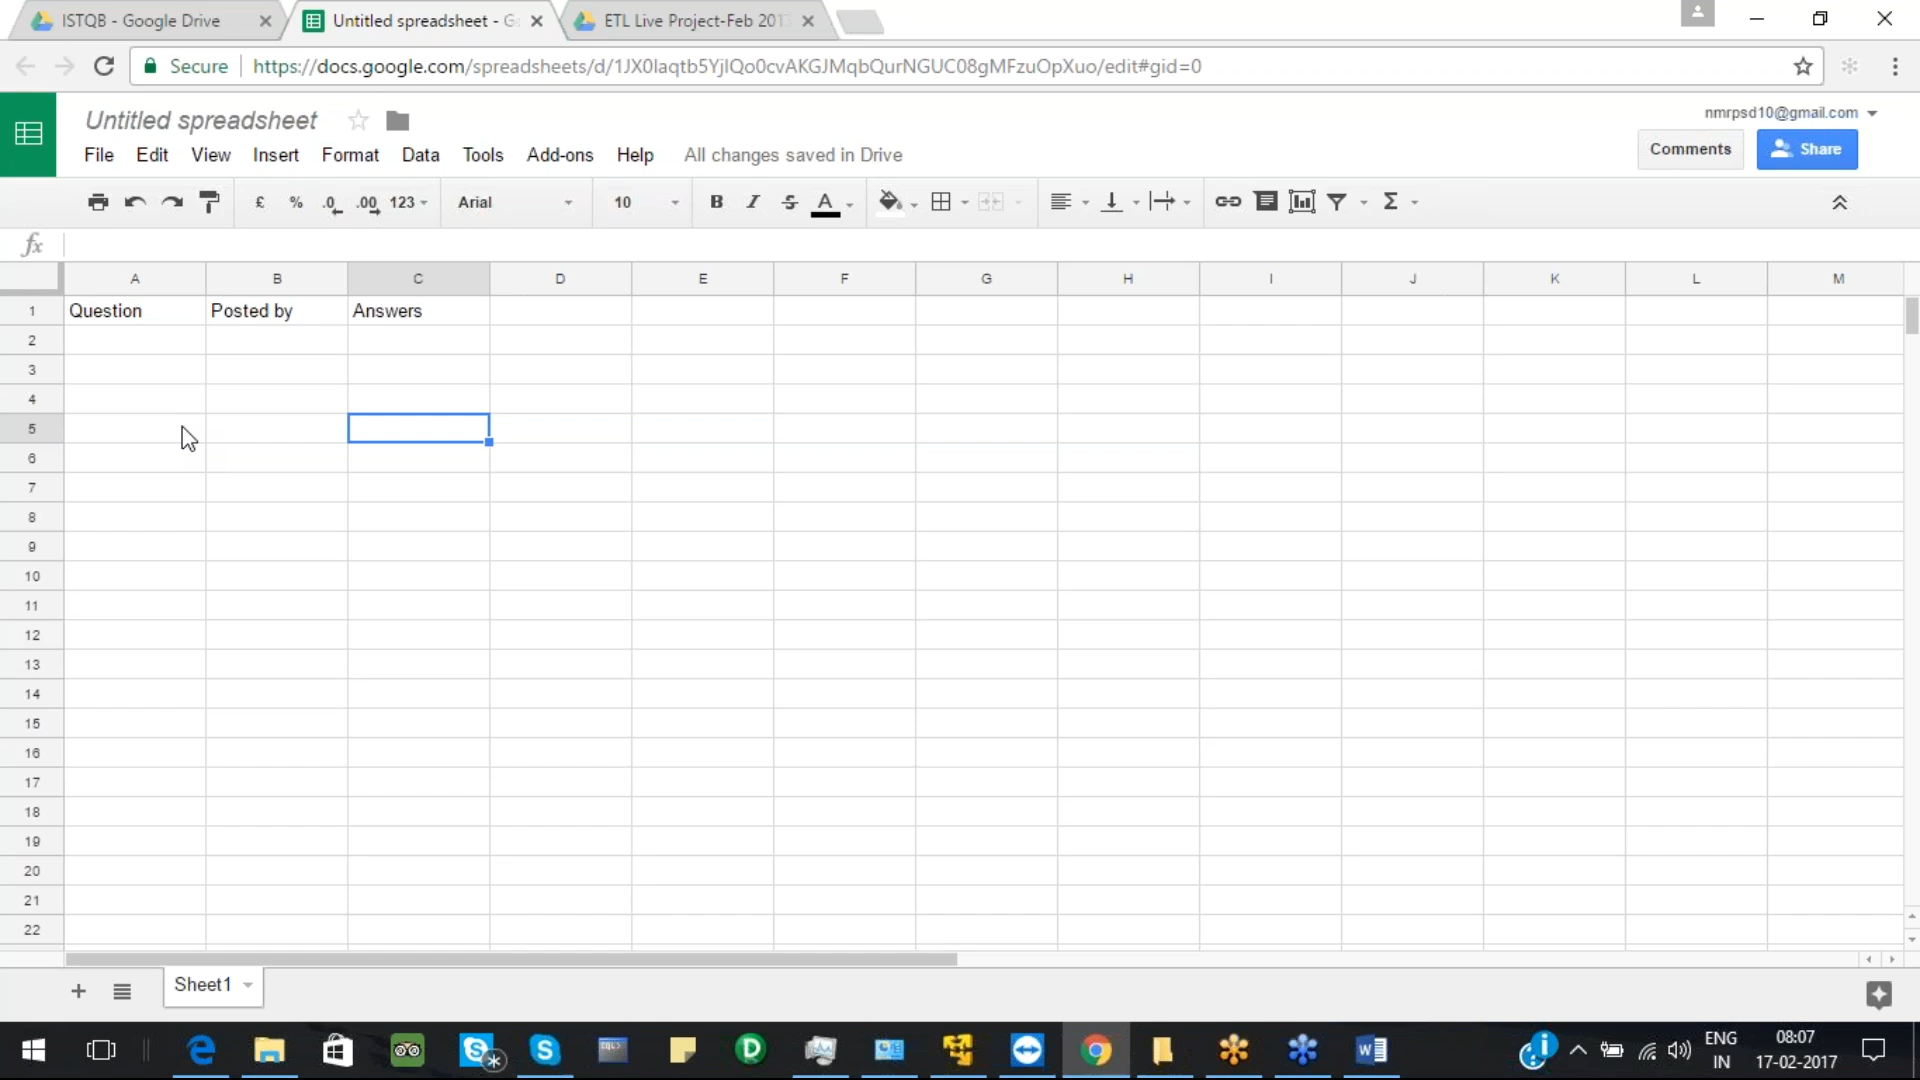 ISTQB - Google Drive
Untitled spreadsheet - G
ETL Live Project-Feb 201
Secure
https://docs.google.com/spreadsheets/d/1JX0laqtb5YjlQo0cvAKGJMqbQurNGUC08gMFzuOpXuo/edit#gid=0
Untitled spreadsheet
nmrpsd10@gmail.com
File Edit View Insert Format Data Tools Add-ons Help All changes saved in Drive
Comments
Share
£ % .0 .00 123 Arial 10 B I S A Σ
fx
A B C D E F G H I J K L M
1 Question Posted by Answers
2
3
4
5
6
7
8
9
10
11
12
13
14
15
16
17
18
19
20
21
22
Sheet1
ENG
IN
08:07
17-02-2017